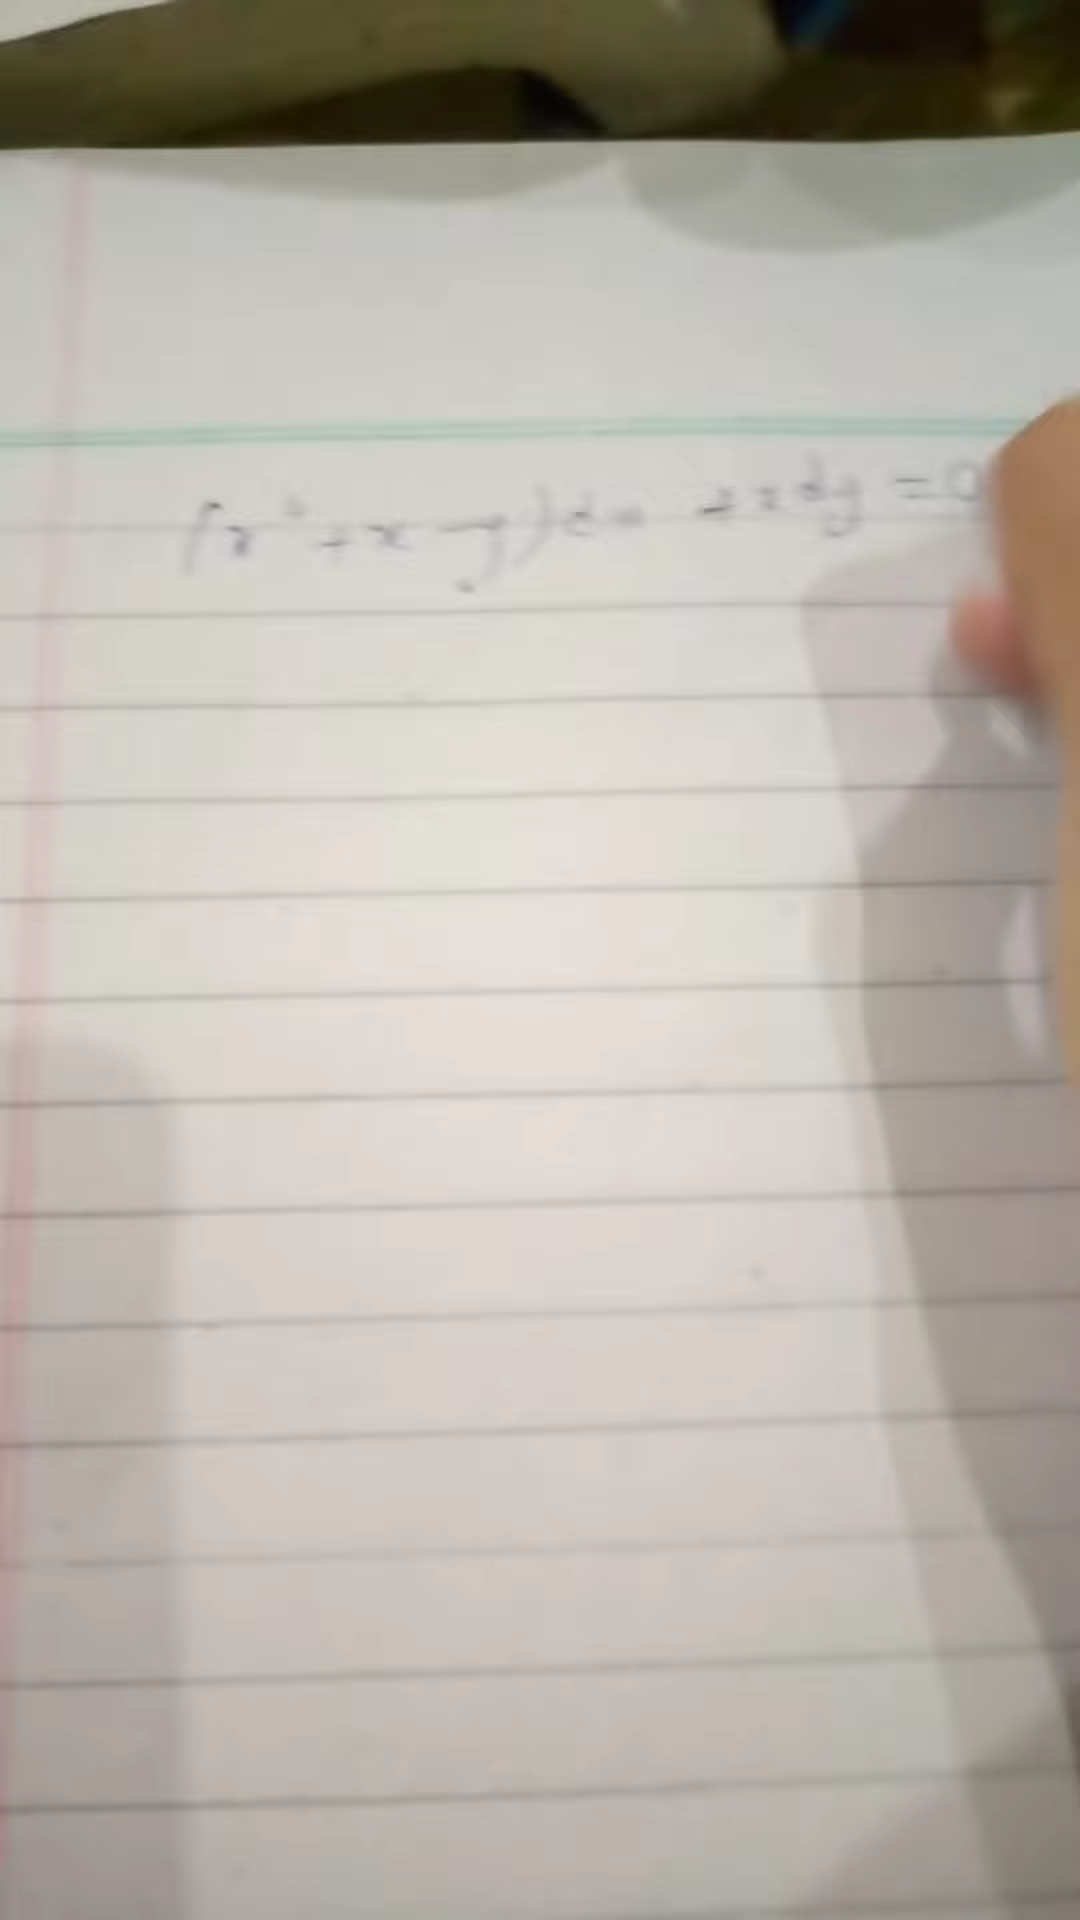 (x² + x - y)dx + x dy = 0